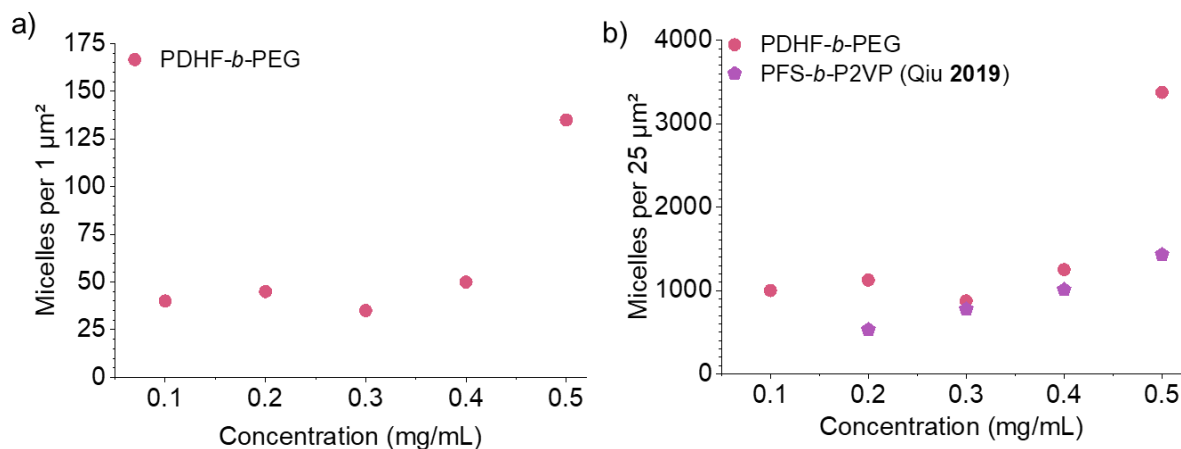 a)
PDHF-b-PEG
Micelles per 1 μm²
175
150
125
100
75
50
25
0
0.1 0.2 0.3 0.4 0.5
Concentration (mg/mL)
b)
PDHF-b-PEG
PFS-b-P2VP (Qiu 2019)
Micelles per 25 μm²
4000
3000
2000
1000
0
0.1 0.2 0.3 0.4 0.5
Concentration (mg/mL)